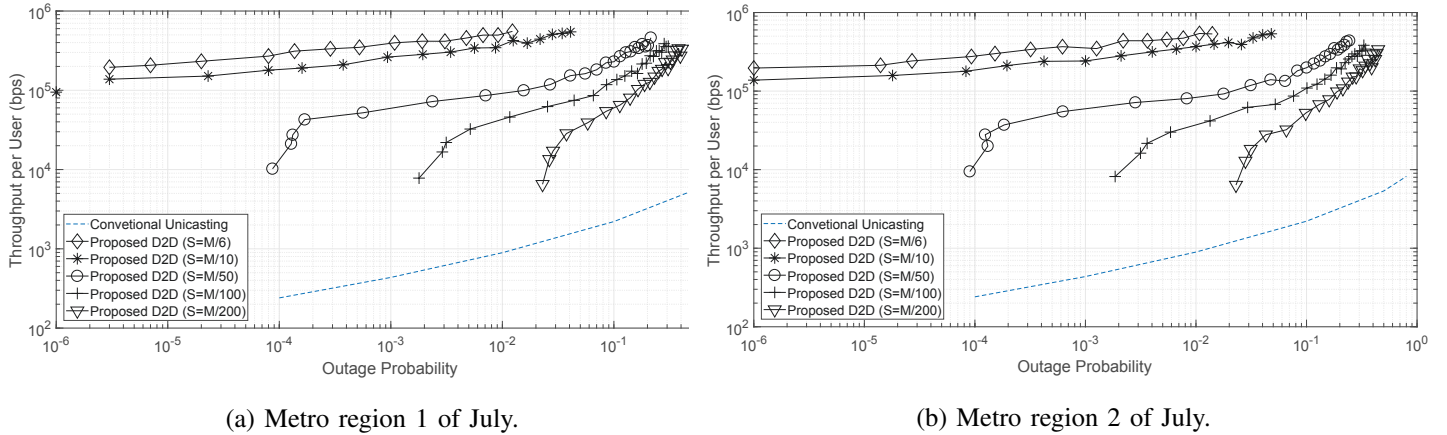 10^6
10^5
10^4
10^3
10^2
Throughput per User (bps)
Convetional Unicasting
Proposed D2D (S=M/6)
Proposed D2D (S=M/10)
Proposed D2D (S=M/50)
Proposed D2D (S=M/100)
Proposed D2D (S=M/200)
10^-6
10^-5
10^-4
10^-3
10^-2
10^-1
Outage Probability
(a) Metro region 1 of July.
10^6
10^5
10^4
10^3
10^2
Throughput per User (bps)
Convetional Unicasting
Proposed D2D (S=M/6)
Proposed D2D (S=M/10)
Proposed D2D (S=M/50)
Proposed D2D (S=M/100)
Proposed D2D (S=M/200)
10^-6
10^-5
10^-4
10^-3
10^-2
10^-1
10^0
Outage Probability
(b) Metro region 2 of July.